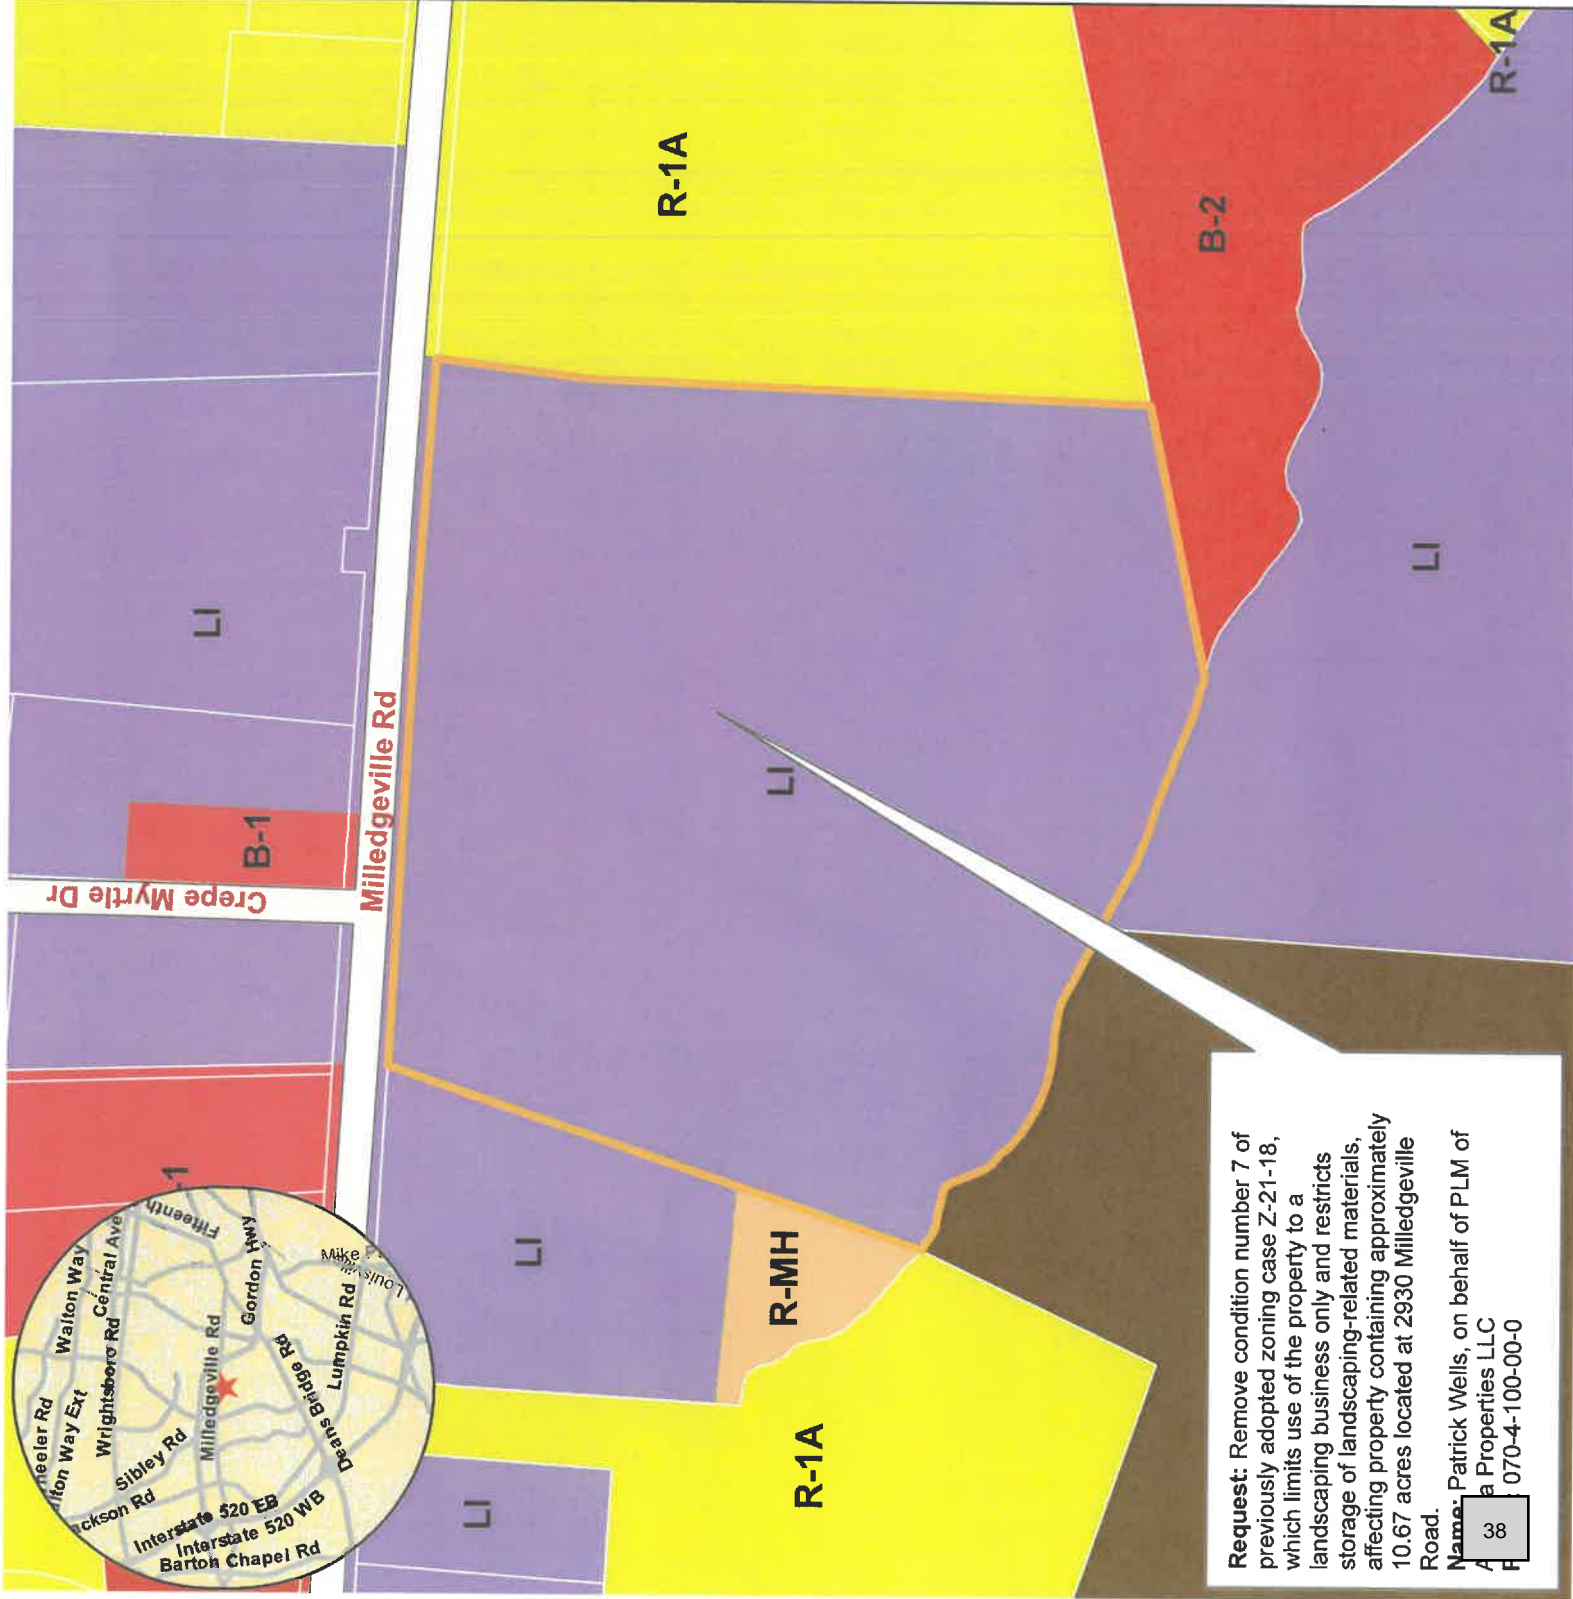 R-1A
R-1A
B-2
LI
LI
Milledgeville Rd
B-1
Crepe Myrtle Dr
LI
LI
LI
R-MH
R-1A
LI
Walton Way
Central Ave
Fifteenth
Gordon Hwy
Mike
Lumpkin Rd
Wrightsboro Rd
Milledgeville Rd
Deans Bridge Rd
Sibley Rd
Interstate 520 EB
Interstate 520 WB
Barton Chapel Rd
Request: Remove condition number 7 of
previously adopted zoning case Z-21-18,
which limits use of the property to a
landscaping business only and restricts
storage of landscaping-related materials,
affecting property containing approximately
10.67 acres located at 2930 Milledgeville
Road.
Name: Patrick Wells, on behalf of PLM of
a Properties LLC
070-4-100-00-0
38